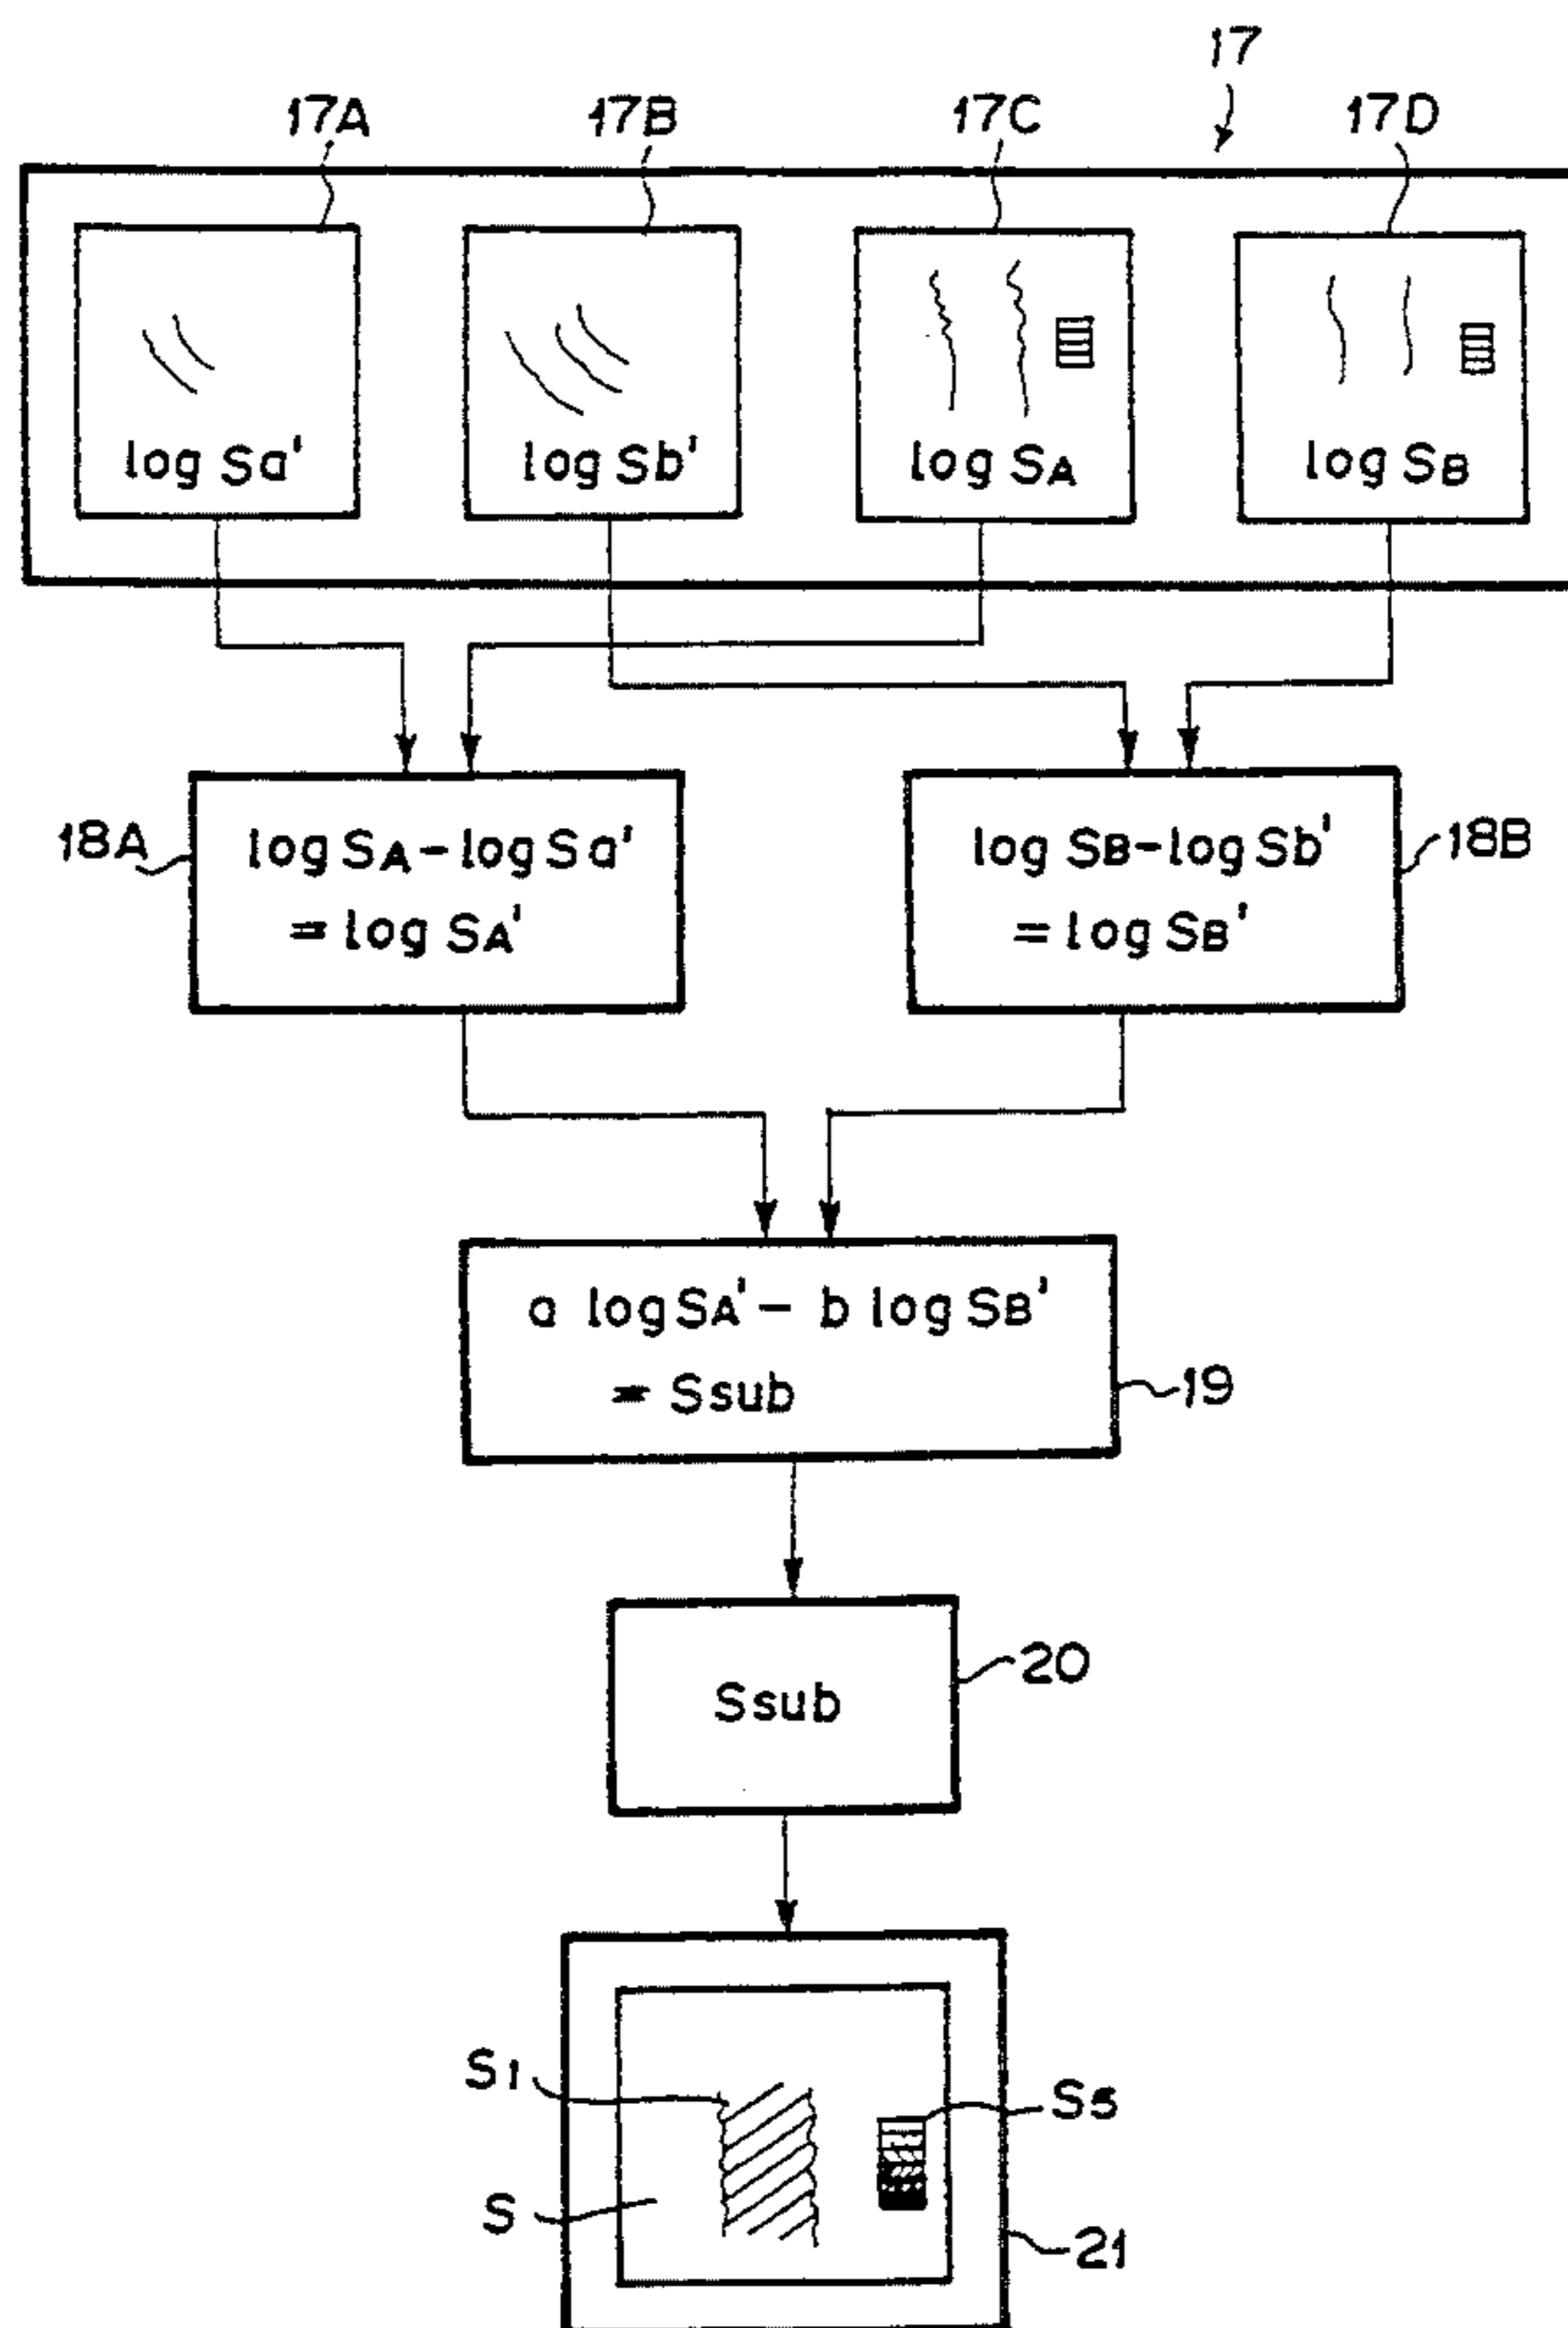 17
17A 17B 17C 17D
log Sa' log Sb' log SA log SB
18A log SA - log Sa' log SB - log Sb' 18B
= log SA' = log SB'
a log SA' - b log SB'
= Ssub 19
Ssub 20
S1 Ss
S 21